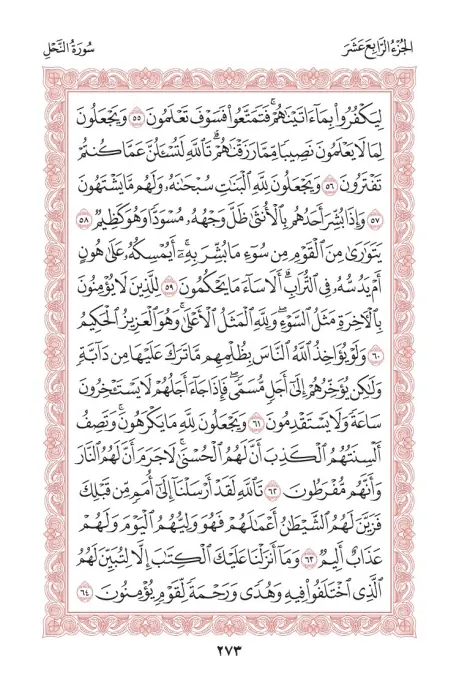 الجُزْءُ الرَّابِعَ عَشَرَ
سُورَةُ النَّحْلِ
لِيَكْفُرُواْ بِمَآ ءَاتَيْنَٰهُمْۚ فَتَمَتَّعُواْ فَسَوْفَ تَعْلَمُونَ ٥٥ وَيَجْعَلُونَ
لِمَا لَا يَعْلَمُونَ نَصِيبًا مِّمَّا رَزَقْنَٰهُمْۗ تَٱللَّهِ لَتُسْـَٔلُنَّ عَمَّا كُنتُمْ
تَفْتَرُونَ ٥٦ وَيَجْعَلُونَ لِلَّهِ ٱلْبَنَٰتِ سُبْحَٰنَهُۥ وَلَهُم مَّا يَشْتَهُونَ
٥٧ وَإِذَا بُشِّرَ أَحَدُهُم بِٱلْأُنثَىٰ ظَلَّ وَجْهُهُۥ مُسْوَدًّا وَهُوَ كَظِيمٌ ٥٨
يَتَوَٰرَىٰ مِنَ ٱلْقَوْمِ مِن سُوٓءِ مَا بُشِّرَ بِهِۦٓۚ أَيُمْسِكُهُۥ عَلَىٰ هُونٍ
أَمْ يَدُسُّهُۥ فِي ٱلتُّرَابِۗ أَلَا سَآءَ مَا يَحْكُمُونَ ٥٩ لِلَّذِينَ لَا يُؤْمِنُونَ
بِٱلْأٓخِرَةِ مَثَلُ ٱلسَّوْءِۖ وَلِلَّهِ ٱلْمَثَلُ ٱلْأَعْلَىٰۚ وَهُوَ ٱلْعَزِيزُ ٱلْحَكِيمُ
٦٠ وَلَوْ يُؤَاخِذُ ٱللَّهُ ٱلنَّاسَ بِظُلْمِهِم مَّا تَرَكَ عَلَيْهَا مِن دَآبَّةٍ
وَلَٰكِن يُؤَخِّرُهُمْ إِلَىٰٓ أَجَلٍ مُّسَمًّىۖ فَإِذَا جَآءَ أَجَلُهُمْ لَا يَسْتَـْٔخِرُونَ
سَاعَةً وَلَا يَسْتَقْدِمُونَ ٦١ وَيَجْعَلُونَ لِلَّهِ مَا يَكْرَهُونَۚ وَتَصِفُ
أَلْسِنَتُهُمُ ٱلْكَذِبَ أَنَّ لَهُمُ ٱلْحُسْنَىٰۚ لَا جَرَمَ أَنَّ لَهُمُ ٱلنَّارَ
وَأَنَّهُم مُّفْرَطُونَ ٦٢ تَٱللَّهِ لَقَدْ أَرْسَلْنَآ إِلَىٰٓ أُمَمٍ مِّن قَبْلِكَ
فَزَيَّنَ لَهُمُ ٱلشَّيْطَٰنُ أَعْمَٰلَهُمْ فَهُوَ وَلِيُّهُمُ ٱلْيَوْمَ وَلَهُمْ
عَذَابٌ أَلِيمٌ ٦٣ وَمَآ أَنزَلْنَا عَلَيْكَ ٱلْكِتَٰبَ إِلَّا لِتُبَيِّنَ لَهُمُ
ٱلَّذِي ٱخْتَلَفُواْ فِيهِ وَهُدًى وَرَحْمَةً لِّقَوْمٍ يُؤْمِنُونَ ٦٤
٢٧٣